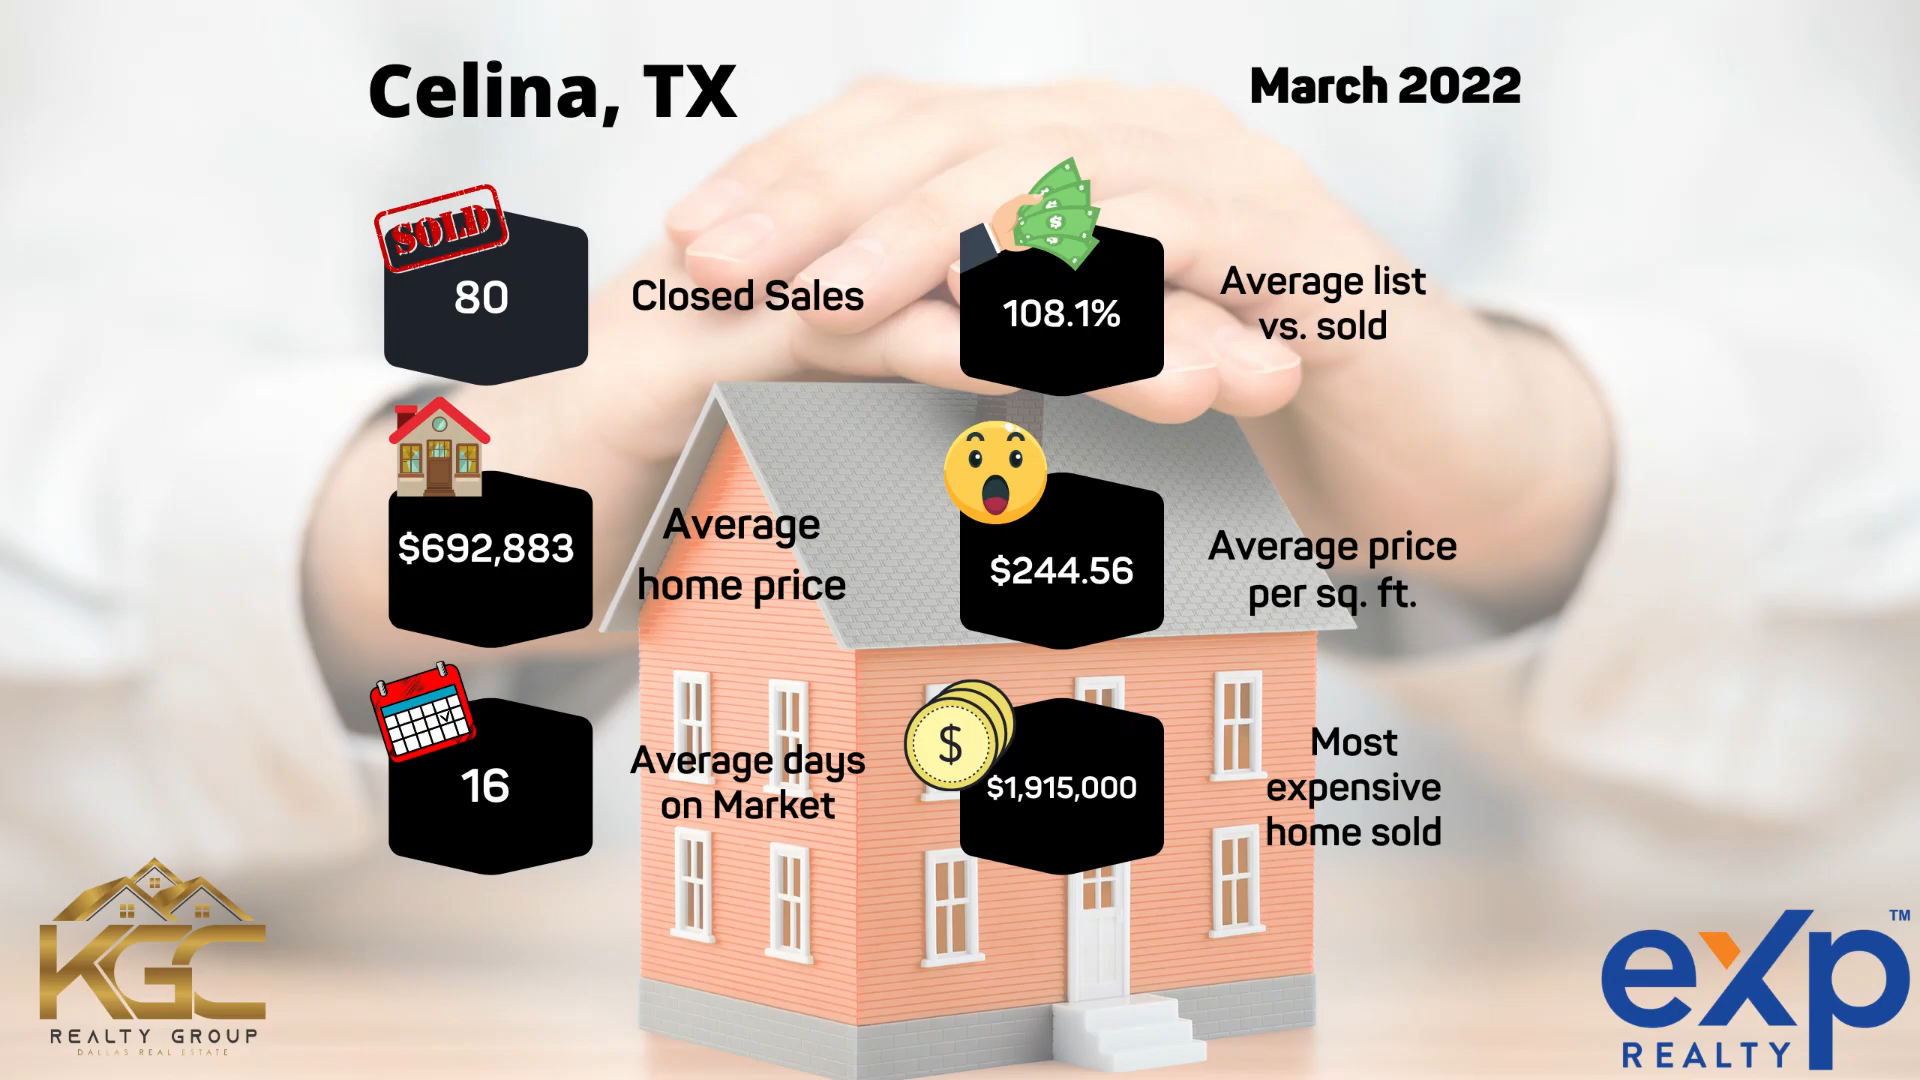 Celina, TX
March 2022
SOLD
80
Closed Sales
108.1%
Average list
vs. sold
$692,883
Average
home price
$244.56
Average price
per sq. ft.
16
Average days
on Market
$
$1,915,000
Most
expensive
home sold
KGC
REALTY GROUP
DALLAS REAL ESTATE
eXp
TM
REALTY